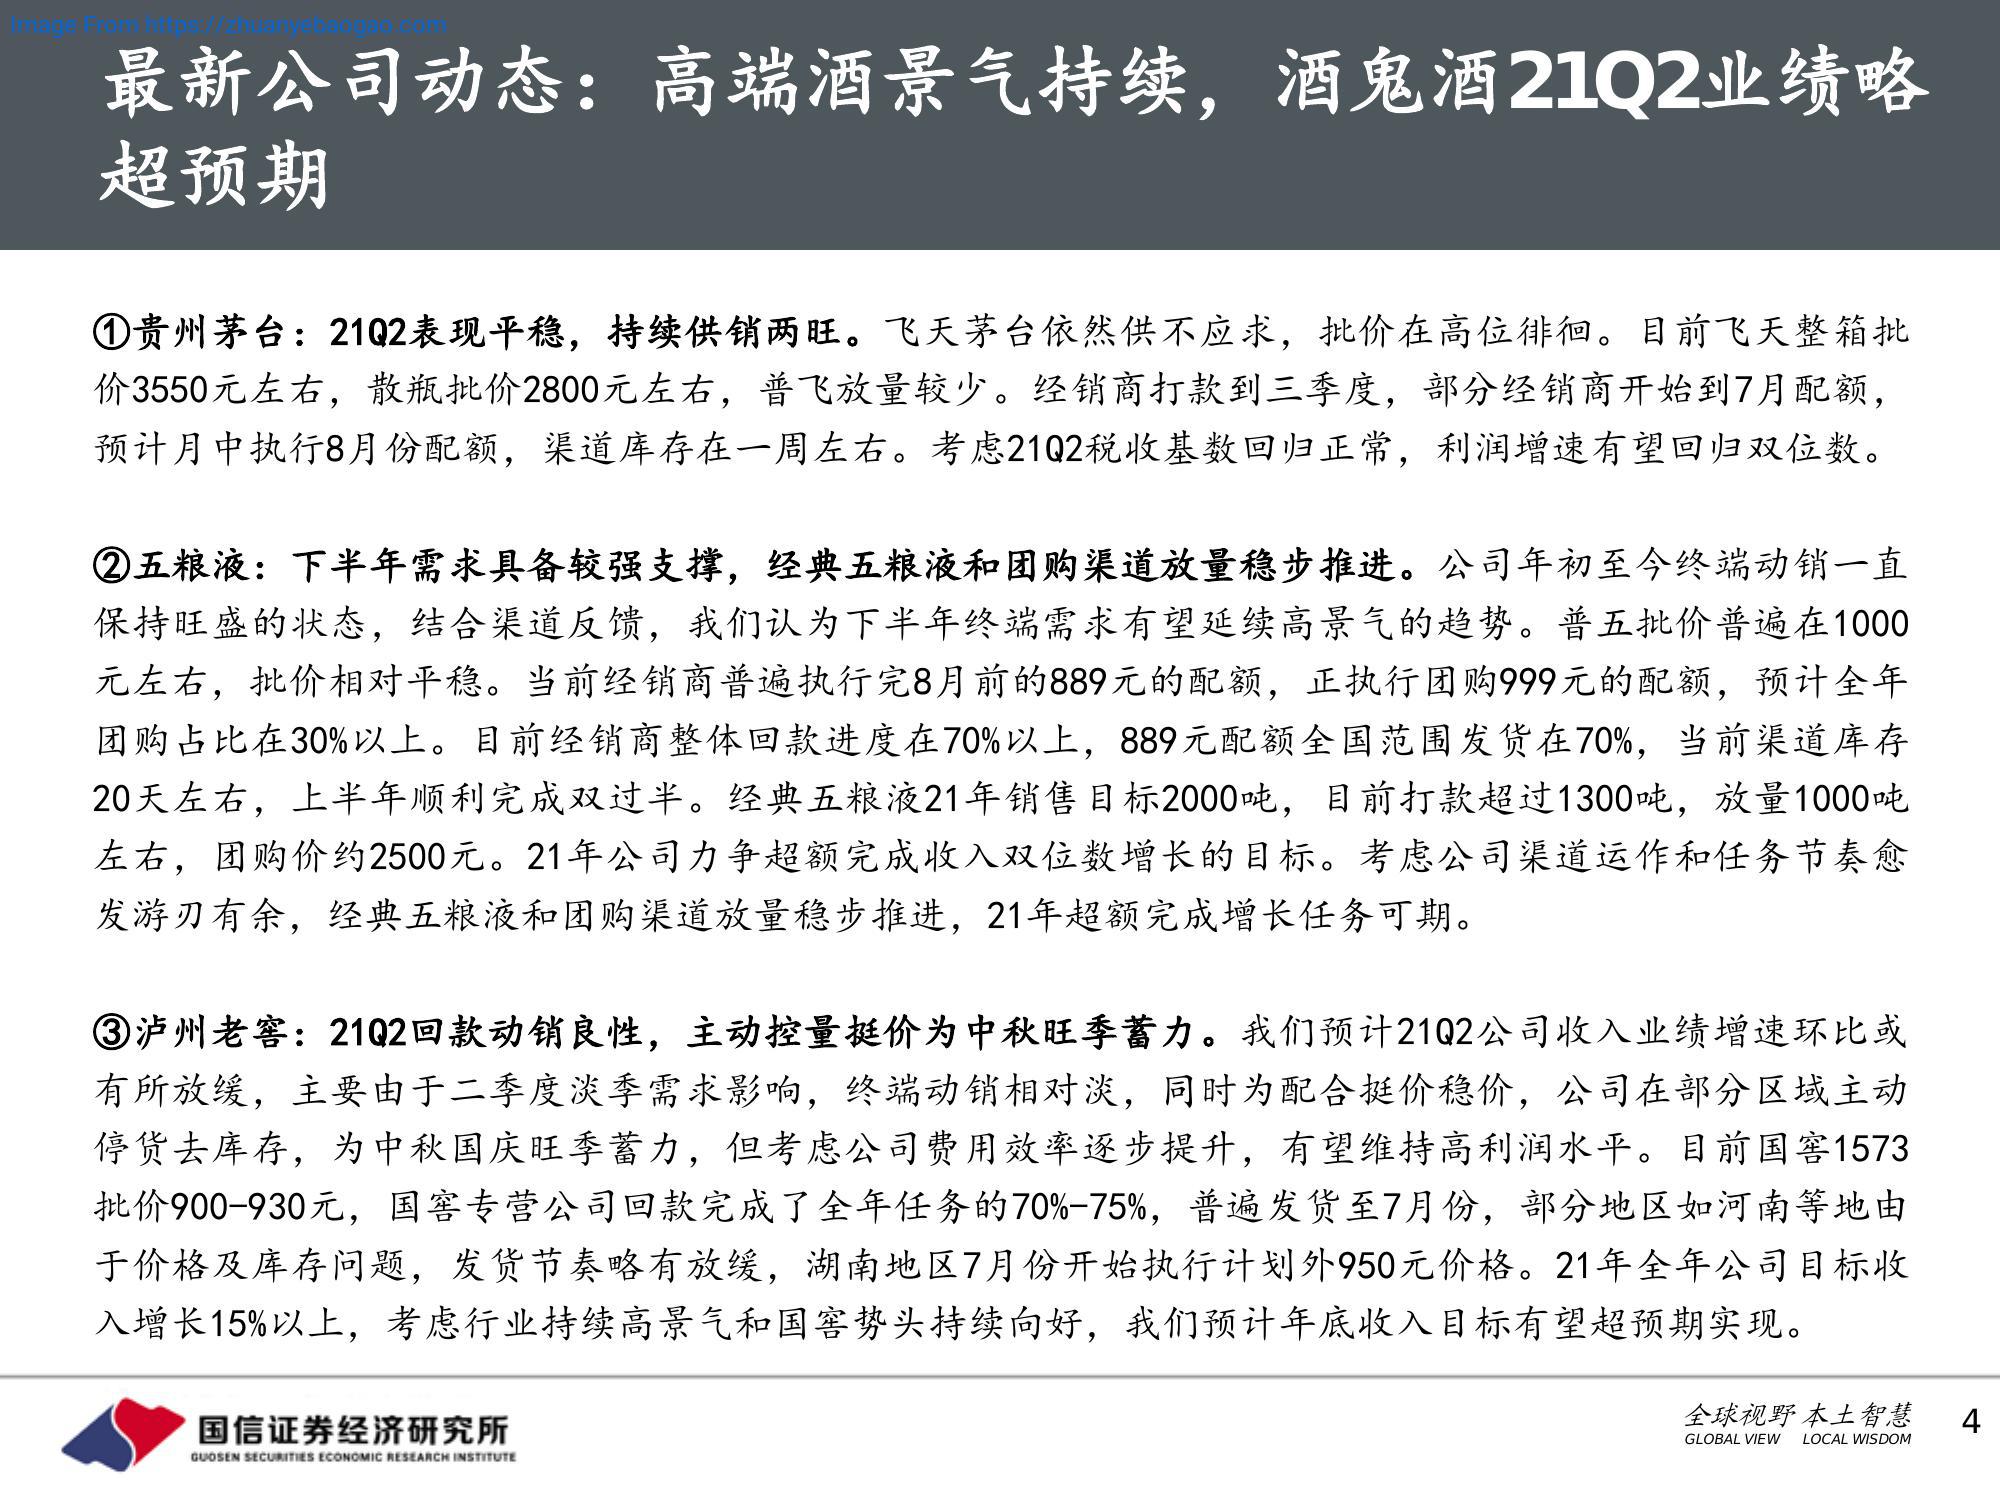 Image From https://zhuanyebaogao.com
最新公司动态：高端酒景气持续，酒鬼酒21Q2业绩略
超预期
①贵州茅台：21Q2表现平稳，持续供销两旺。飞天茅台依然供不应求，批价在高位徘徊。目前飞天整箱批
价3550元左右，散瓶批价2800元左右，普飞放量较少。经销商打款到三季度，部分经销商开始到7月配额，
预计月中执行8月份配额，渠道库存在一周左右。考虑21Q2税收基数回归正常，利润增速有望回归双位数。
②五粮液：下半年需求具备较强支撑，经典五粮液和团购渠道放量稳步推进。公司年初至今终端动销一直
保持旺盛的状态，结合渠道反馈，我们认为下半年终端需求有望延续高景气的趋势。普五批价普遍在1000
元左右，批价相对平稳。当前经销商普遍执行完8月前的889元的配额，正执行团购999元的配额，预计全年
团购占比在30%以上。目前经销商整体回款进度在70%以上，889元配额全国范围发货在70%，当前渠道库存
20天左右，上半年顺利完成双过半。经典五粮液21年销售目标2000吨，目前打款超过1300吨，放量1000吨
左右，团购价约2500元。21年公司力争超额完成收入双位数增长的目标。考虑公司渠道运作和任务节奏愈
发游刃有余，经典五粮液和团购渠道放量稳步推进，21年超额完成增长任务可期。
③泸州老窖：21Q2回款动销良性，主动控量挺价为中秋旺季蓄力。我们预计21Q2公司收入业绩增速环比或
有所放缓，主要由于二季度淡季需求影响，终端动销相对淡，同时为配合挺价稳价，公司在部分区域主动
停货去库存，为中秋国庆旺季蓄力，但考虑公司费用效率逐步提升，有望维持高利润水平。目前国窖1573
批价900-930元，国窖专营公司回款完成了全年任务的70%-75%，普遍发货至7月份，部分地区如河南等地由
于价格及库存问题，发货节奏略有放缓，湖南地区7月份开始执行计划外950元价格。21年全年公司目标收
入增长15%以上，考虑行业持续高景气和国窖势头持续向好，我们预计年底收入目标有望超预期实现。
国信证券经济研究所
GUOSEN SECURITIES ECONOMIC RESEARCH INSTITUTE
全球视野 本土智慧
GLOBAL VIEW LOCAL WISDOM
4